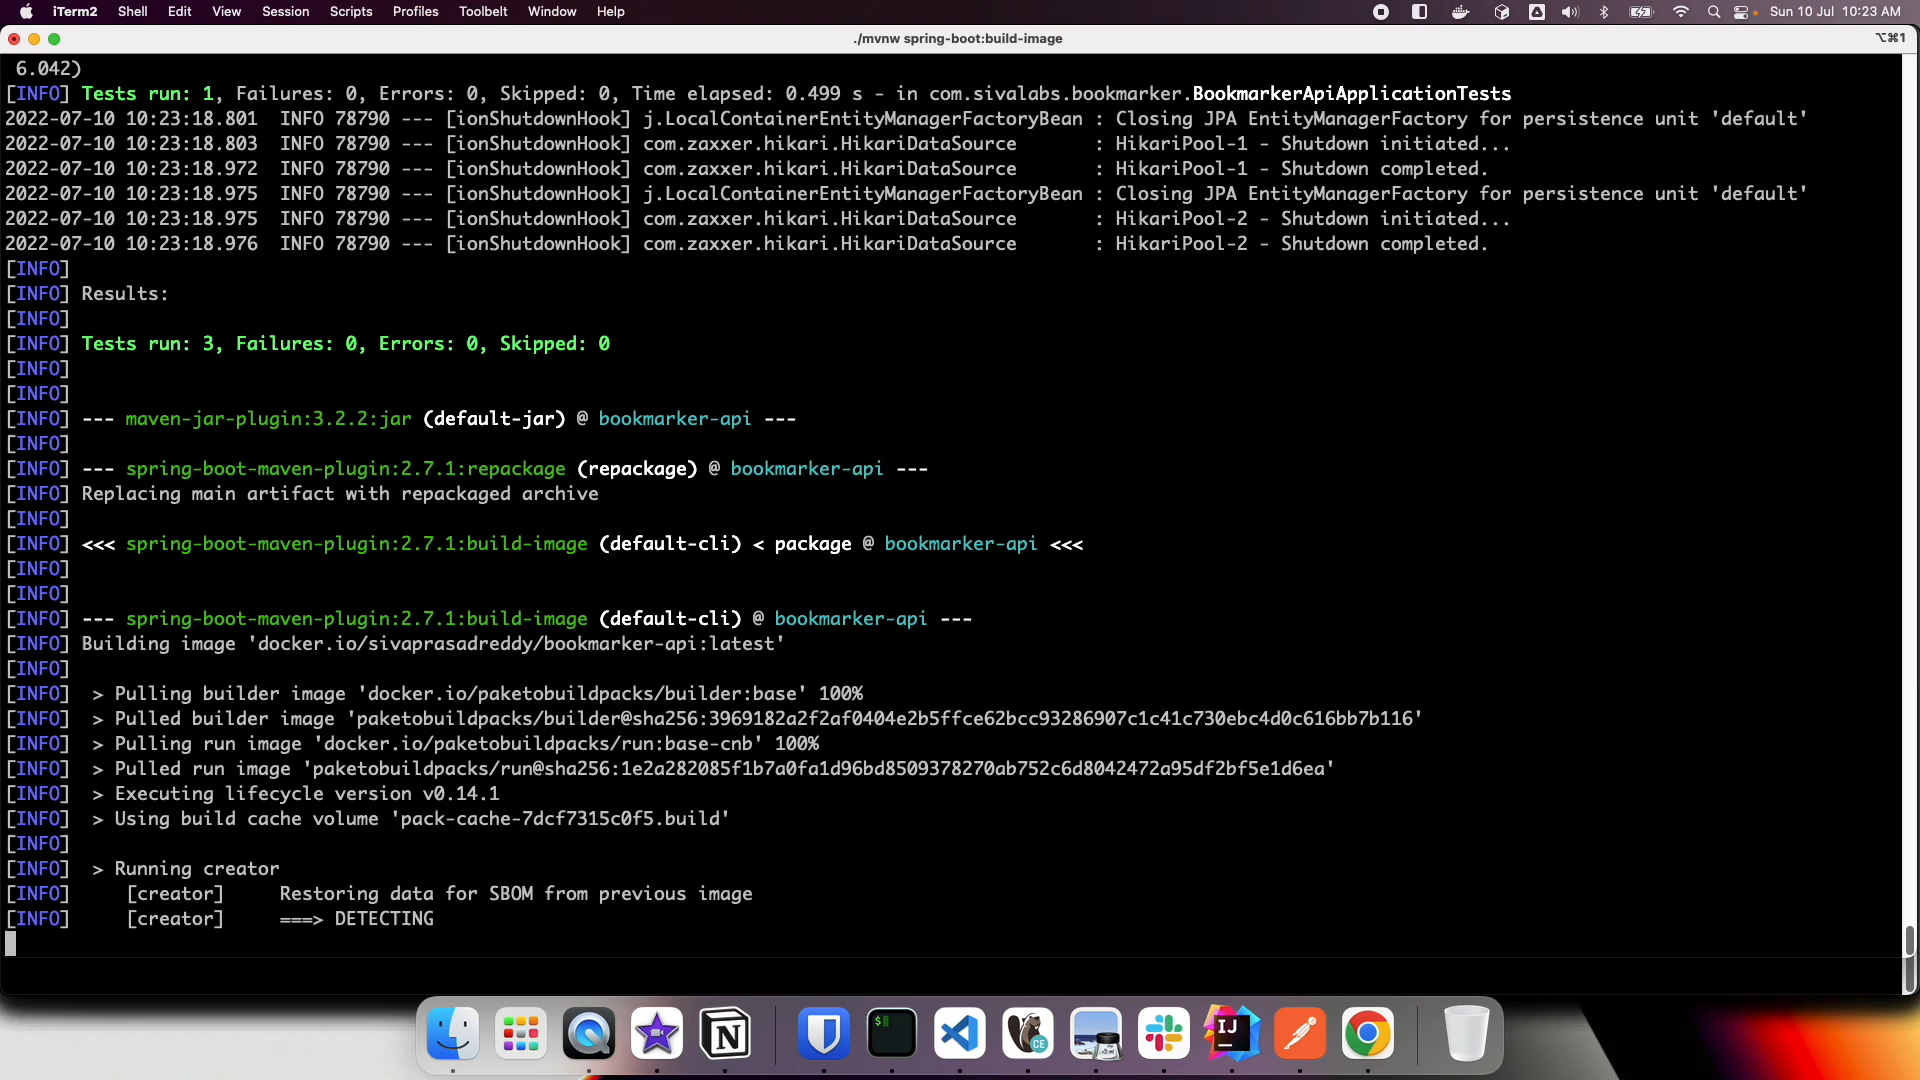 iTerm2 Shell Edit View Session Scripts Profiles Toolbelt Window Help Sun 10 Jul 10:23 AM
./mvnw spring-boot:build-image ⌥⌘1
6.042)
[INFO] Tests run: 1, Failures: 0, Errors: 0, Skipped: 0, Time elapsed: 0.499 s - in com.sivalabs.bookmarker.BookmarkerApiApplicationTests
2022-07-10 10:23:18.801  INFO 78790 --- [ionShutdownHook] j.LocalContainerEntityManagerFactoryBean : Closing JPA EntityManagerFactory for persistence unit 'default'
2022-07-10 10:23:18.803  INFO 78790 --- [ionShutdownHook] com.zaxxer.hikari.HikariDataSource       : HikariPool-1 - Shutdown initiated...
2022-07-10 10:23:18.972  INFO 78790 --- [ionShutdownHook] com.zaxxer.hikari.HikariDataSource       : HikariPool-1 - Shutdown completed.
2022-07-10 10:23:18.975  INFO 78790 --- [ionShutdownHook] j.LocalContainerEntityManagerFactoryBean : Closing JPA EntityManagerFactory for persistence unit 'default'
2022-07-10 10:23:18.975  INFO 78790 --- [ionShutdownHook] com.zaxxer.hikari.HikariDataSource       : HikariPool-2 - Shutdown initiated...
2022-07-10 10:23:18.976  INFO 78790 --- [ionShutdownHook] com.zaxxer.hikari.HikariDataSource       : HikariPool-2 - Shutdown completed.
[INFO]
[INFO] Results:
[INFO]
[INFO] Tests run: 3, Failures: 0, Errors: 0, Skipped: 0
[INFO]
[INFO]
[INFO] --- maven-jar-plugin:3.2.2:jar (default-jar) @ bookmarker-api ---
[INFO]
[INFO] --- spring-boot-maven-plugin:2.7.1:repackage (repackage) @ bookmarker-api ---
[INFO] Replacing main artifact with repackaged archive
[INFO]
[INFO] <<< spring-boot-maven-plugin:2.7.1:build-image (default-cli) < package @ bookmarker-api <<<
[INFO]
[INFO]
[INFO] --- spring-boot-maven-plugin:2.7.1:build-image (default-cli) @ bookmarker-api ---
[INFO] Building image 'docker.io/sivaprasadreddy/bookmarker-api:latest'
[INFO]
[INFO]  > Pulling builder image 'docker.io/paketobuildpacks/builder:base' 100%
[INFO]  > Pulled builder image 'paketobuildpacks/builder@sha256:3969182a2f2af0404e2b5ffce62bcc93286907c1c41c730ebc4d0c616bb7b116'
[INFO]  > Pulling run image 'docker.io/paketobuildpacks/run:base-cnb' 100%
[INFO]  > Pulled run image 'paketobuildpacks/run@sha256:1e2a282085f1b7a0fa1d96bd8509378270ab752c6d8042472a95df2bf5e1d6ea'
[INFO]  > Executing lifecycle version v0.14.1
[INFO]  > Using build cache volume 'pack-cache-7dcf7315c0f5.build'
[INFO]
[INFO]  > Running creator
[INFO]     [creator]     Restoring data for SBOM from previous image
[INFO]     [creator]     ===> DETECTING
$ N CE IJ